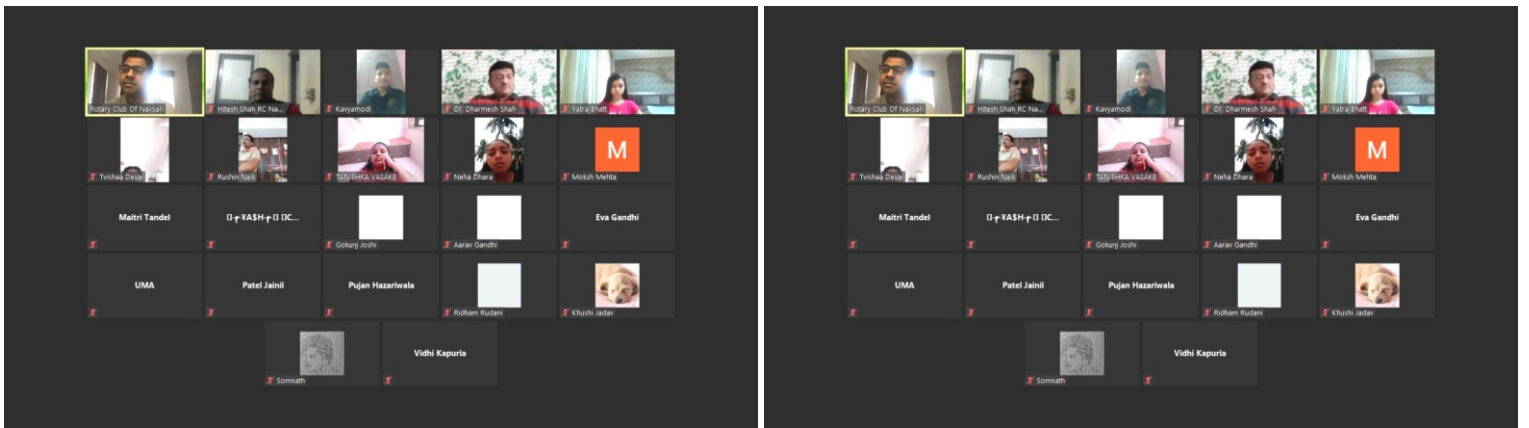 Rotary Club Of Navsari
Hitesh Shah RC Na...
Kavyamodi
Dr. Dharmesh Shah
Yatra Bhatt
Tvishaa Desai
Rushin Naik
TANISHKA VASAKE
Neha Dhara
M
Moksh Mehta
Maitri Tandel
Gokunj Joshi
Aarav Gandhi
Eva Gandhi
UMA
Patel Jainil
Pujan Hazariwala
Ridham Rudani
Khushi Jadav
Somnath
Vidhi Kapuria
Rotary Club Of Navsari
Hitesh Shah RC Na...
Kavyamodi
Dr. Dharmesh Shah
Yatra Bhatt
Tvishaa Desai
Rushin Naik
TANISHKA VASAKE
Neha Dhara
M
Moksh Mehta
Maitri Tandel
Gokunj Joshi
Aarav Gandhi
Eva Gandhi
UMA
Patel Jainil
Pujan Hazariwala
Ridham Rudani
Khushi Jadav
Somnath
Vidhi Kapuria